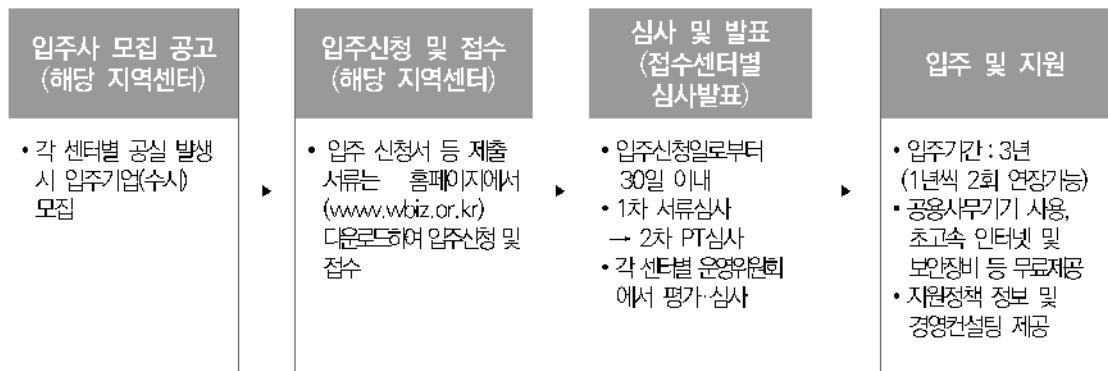 입주사 모집 공고
(해당 지역센터)
• 각 센터별 공실 발생
시 입주기업(수시)
모집
▶
입주신청 및 접수
(해당 지역센터)
• 입주 신청서 등 제출
서류는 홈페이지에서
(www.wbiz.or.kr)
다운로드하여 입주신청 및
접수
▶
심사 및 발표
(접수센터별
심사발표)
• 입주신청일로부터
30일 이내
• 1차 서류심사
→ 2차 PT심사
• 각 센터별 운영위원회
에서 평가·심사
▶
입주 및 지원
• 입주기간 : 3년
(1년씩 2회 연장가능)
• 공용사무기기 사용,
초고속 인터넷 및
보안장비 등 무료제공
• 지원정책 정보 및
경영컨설팅 제공